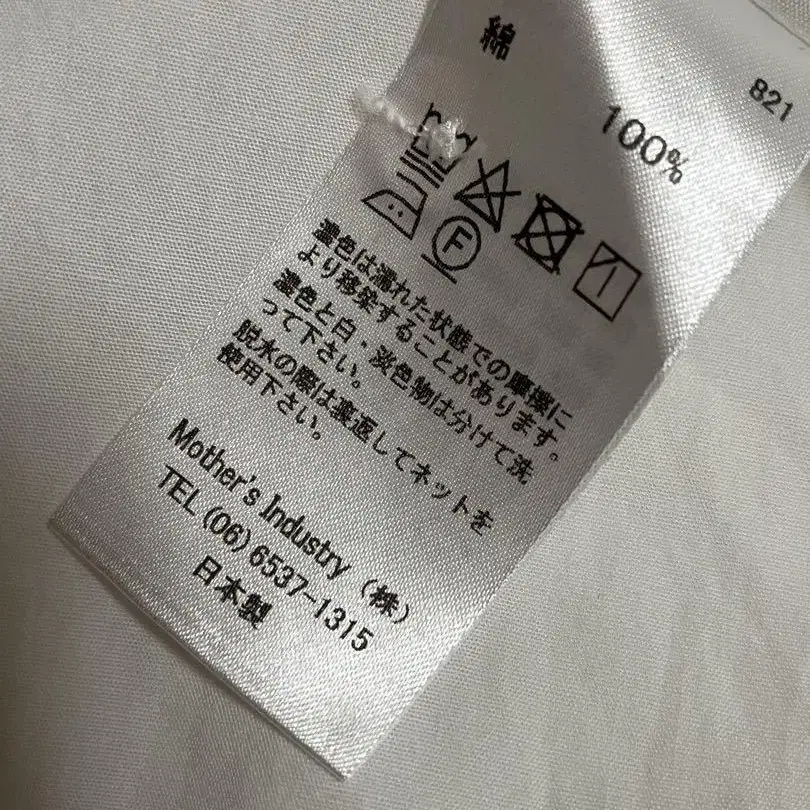 綿
100%
821
F
濃色は濡れた状態での摩擦に
より移染することがあります。
濃色と白・淡色物は分けて洗
って下さい。
脱水の際は裏返してネットを
使用下さい。
Mother's Industry (株)
TEL (06) 6537-1315
日本製